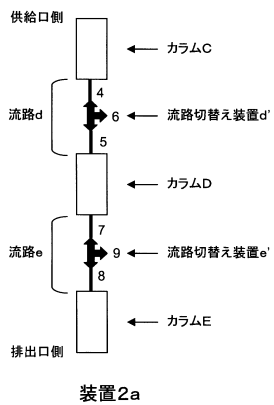 供給口側
カラムC
4
流路d
6
流路切替え装置d'
5
カラムD
7
流路e
9
流路切替え装置e'
8
カラムE
排出口側
装置2a